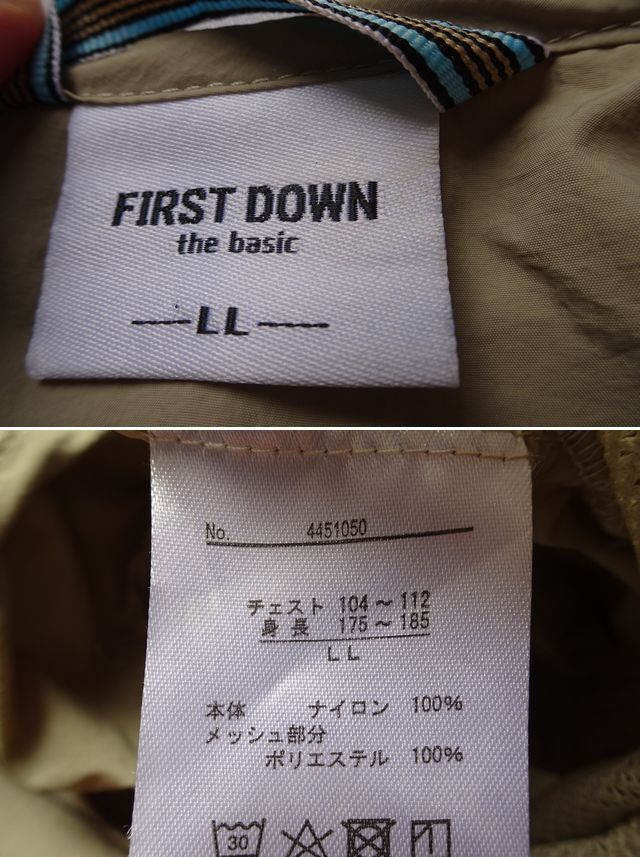 FIRST DOWN
the basic
LL
No. 4451050
チェスト 104～112
身長 175～185
LL
本体 ナイロン 100%
メッシュ部分
ポリエステル 100%
30